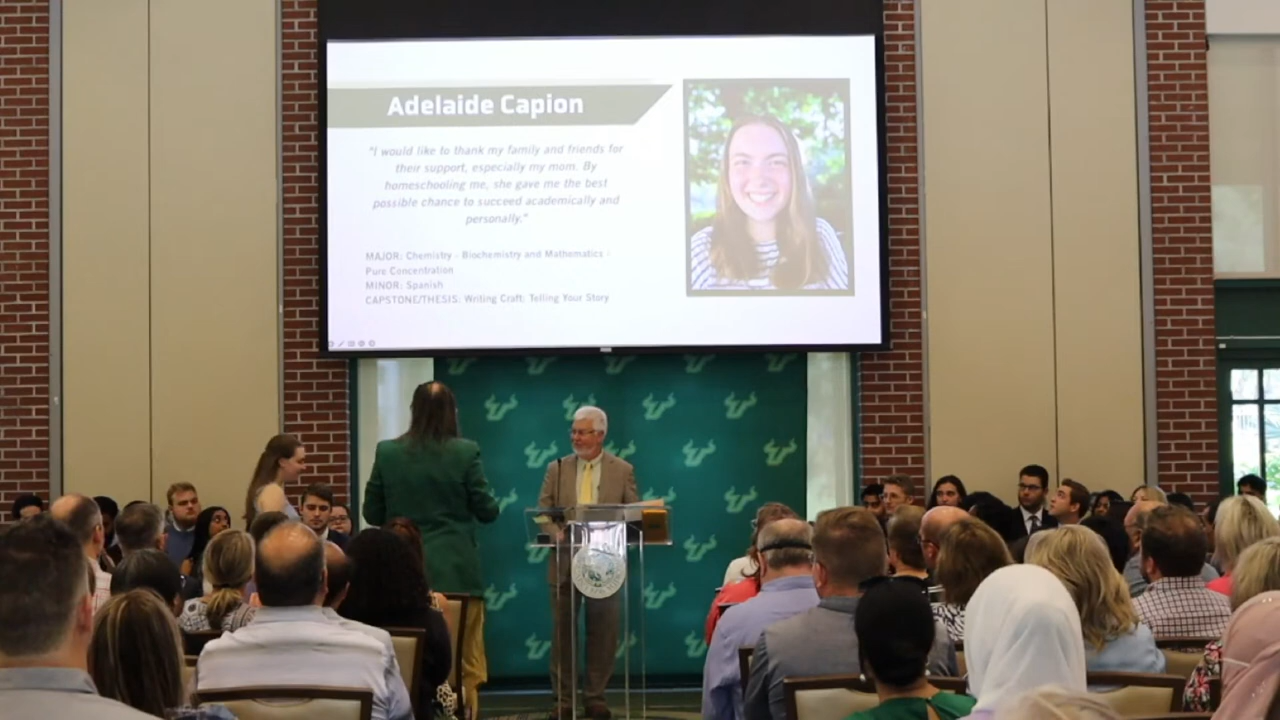 Adelaide Capion
"I would like to thank my family and friends for
their support, especially my mom. By
homeschooling me, she gave me the best
possible chance to succeed academically and
personally."
MAJOR: Chemistry - Biochemistry and Mathematics -
Pure Concentration
MINOR: Spanish
CAPSTONE/THESIS: Writing Craft: Telling Your Story